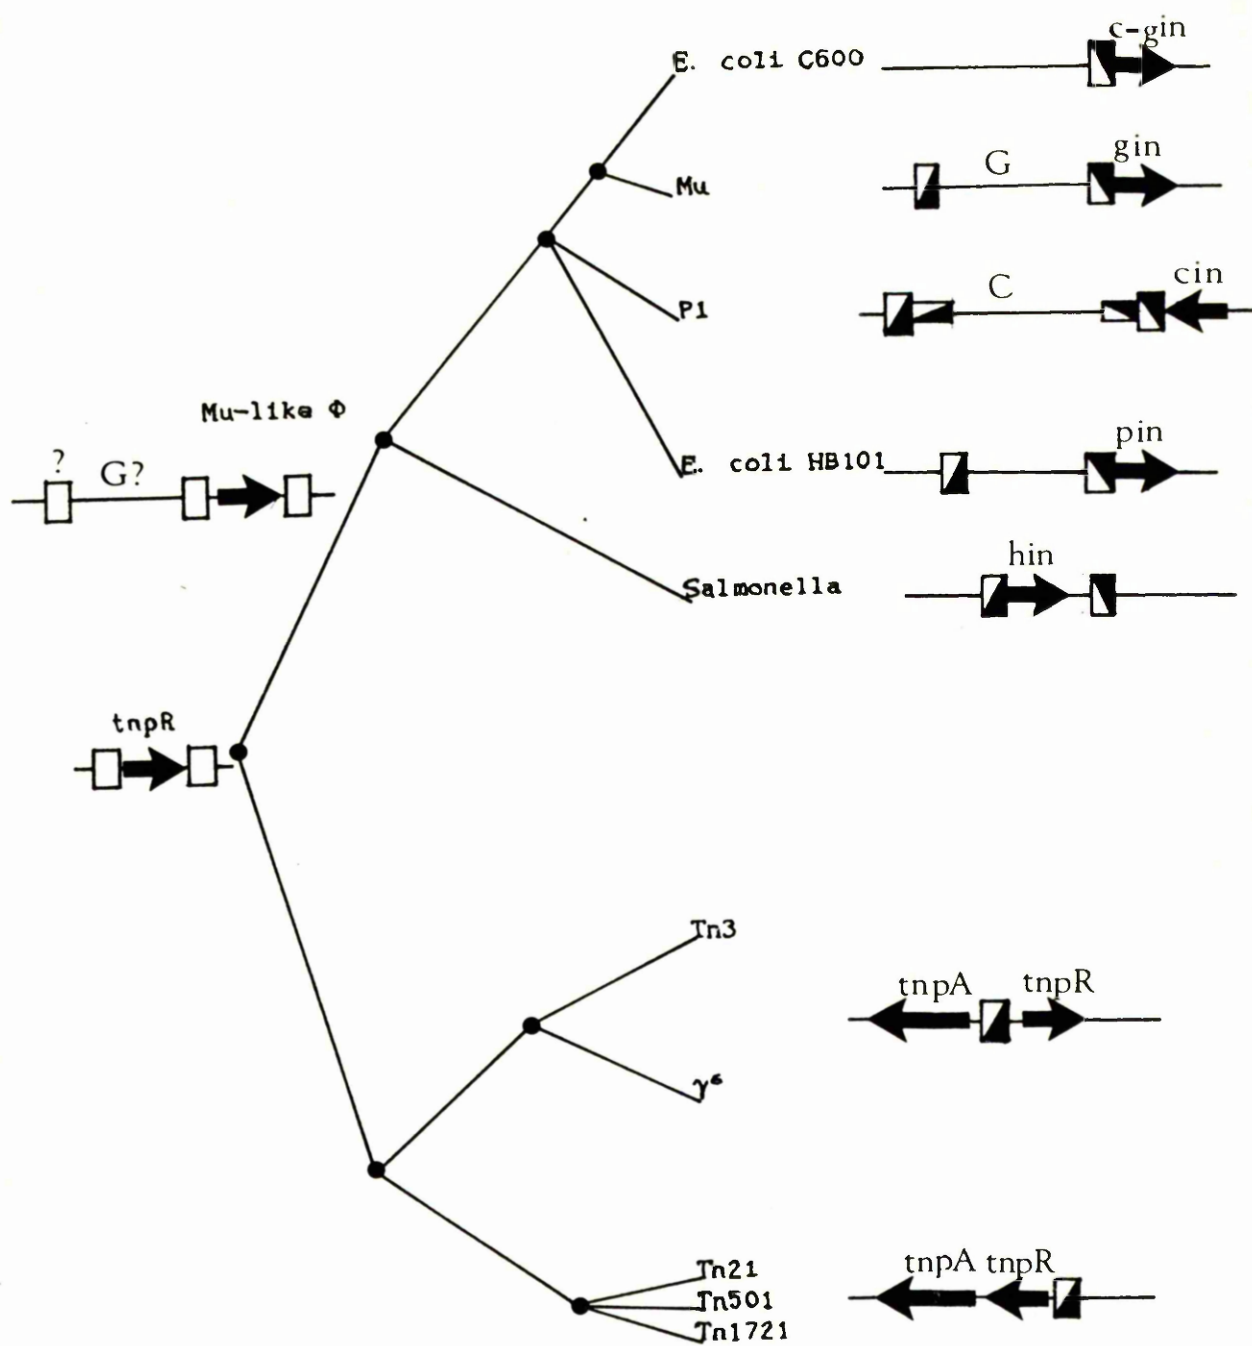 c-gin
E. coli C600
G
gin
Mu
C
cin
P1
Mu-like Φ
?
G?
pin
E. coli HB101
hin
Salmonella
tnpR
Tn3
tnpA tnpR
γδ
tnpA tnpR
Tn21
Tn501
Tn1721